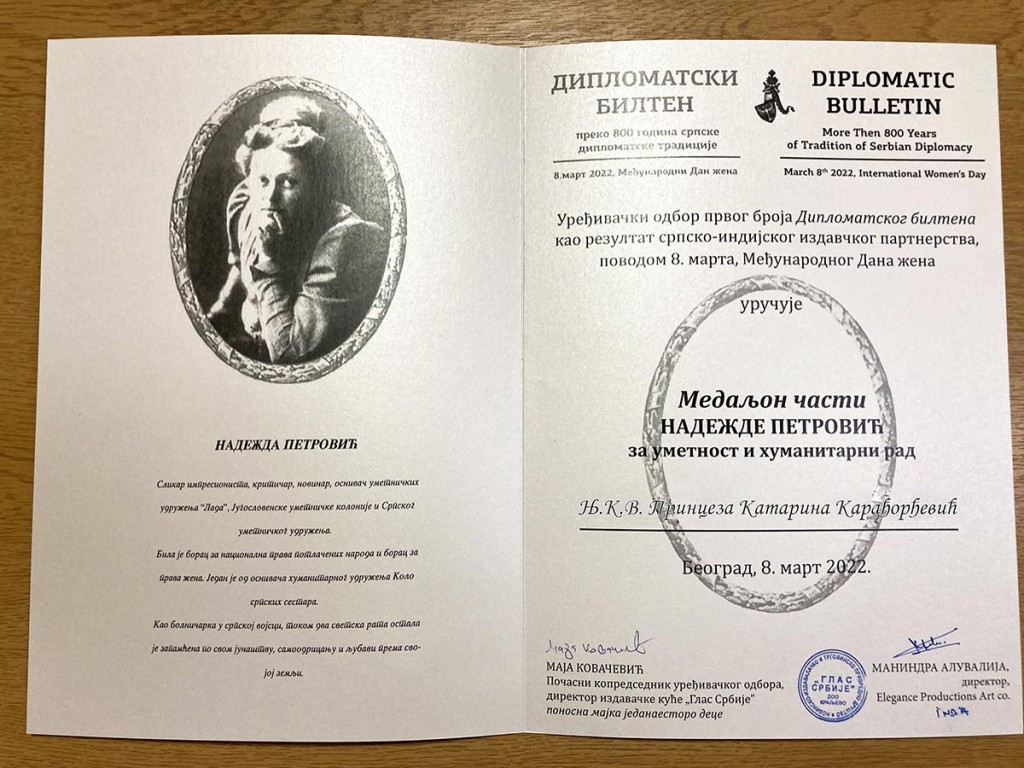 НАДЕЖДА ПЕТРОВИЋ
Сликар импресиониста, критичар, новинар, оснивач уметничких
удружења "Лада", Југословенске уметничке колоније и Српског
уметничког удружења.
Била је борац за национална права потлачених народа и борац за
права жена. Један је од оснивача хуманитарног удружења Коло
српских сестара.
Као болничарка у српској војсци, током два светска рата остала
је запамћена по свом јунаштву, самоодрицању и љубави према сво-
јој земљи.
ДИПЛОМАТСКИ
БИЛТЕН
преко 800 година српске
дипломатске традиције
8.март 2022. Међународни Дан жена
DIPLOMATIC
BULLETIN
More Then 800 Years
of Tradition of Serbian Diplomacy
March 8th 2022, International Women's Day
Уређивачки одбор првог броја Дипломатског билтена
као резултат српско-индијског издавчког партнерства,
поводом 8. марта, Међународног Дана жена
уручује
Медаљон части
НАДЕЖДЕ ПЕТРОВИЋ
за уметност и хуманитарни рад
Њ.К.В. Принцеза Катарина Карађорђевић
Београд, 8. март 2022.
Маја Ковачевић
МАЈА КОВАЧЕВИЋ
Почасни копредседник уређивачког одбора,
директор издавачке куће „Глас Србије"
поносна мајка једанаесторо деце
„ГЛАС
СРБИЈЕ"
ДОО
КРАЉЕВО
МАНИНДРА АЛУВАЛИЈА,
директор,
Elegance Productions Art co.